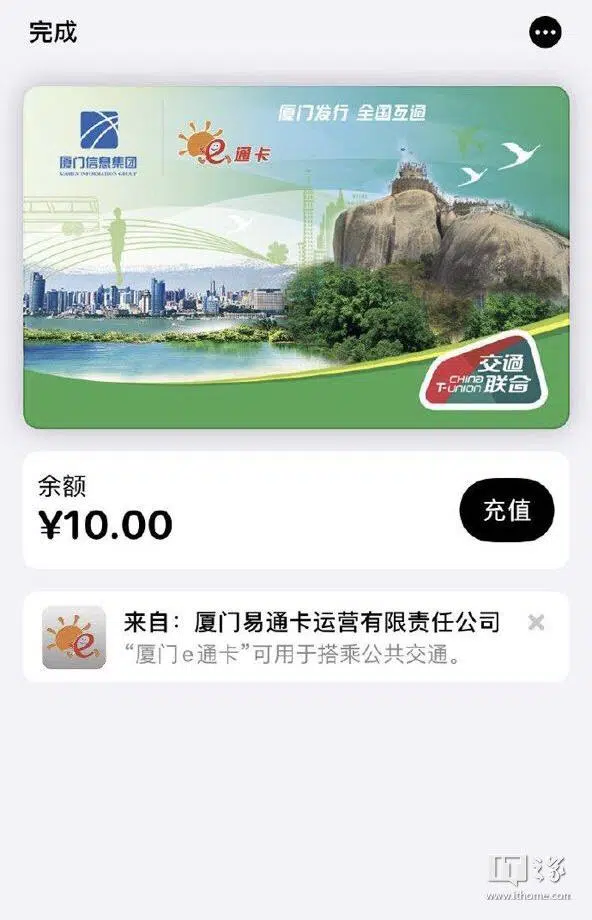 完成
厦门发行 全国互通
厦门信息集团
XIAMEN INFORMATION GROUP
e通卡
交通
CHINA
T-UNION 联合
余额
¥10.00
充值
来自：厦门易通卡运营有限责任公司
“厦门e通卡”可用于搭乘公共交通。
IT之家
www.ithome.com